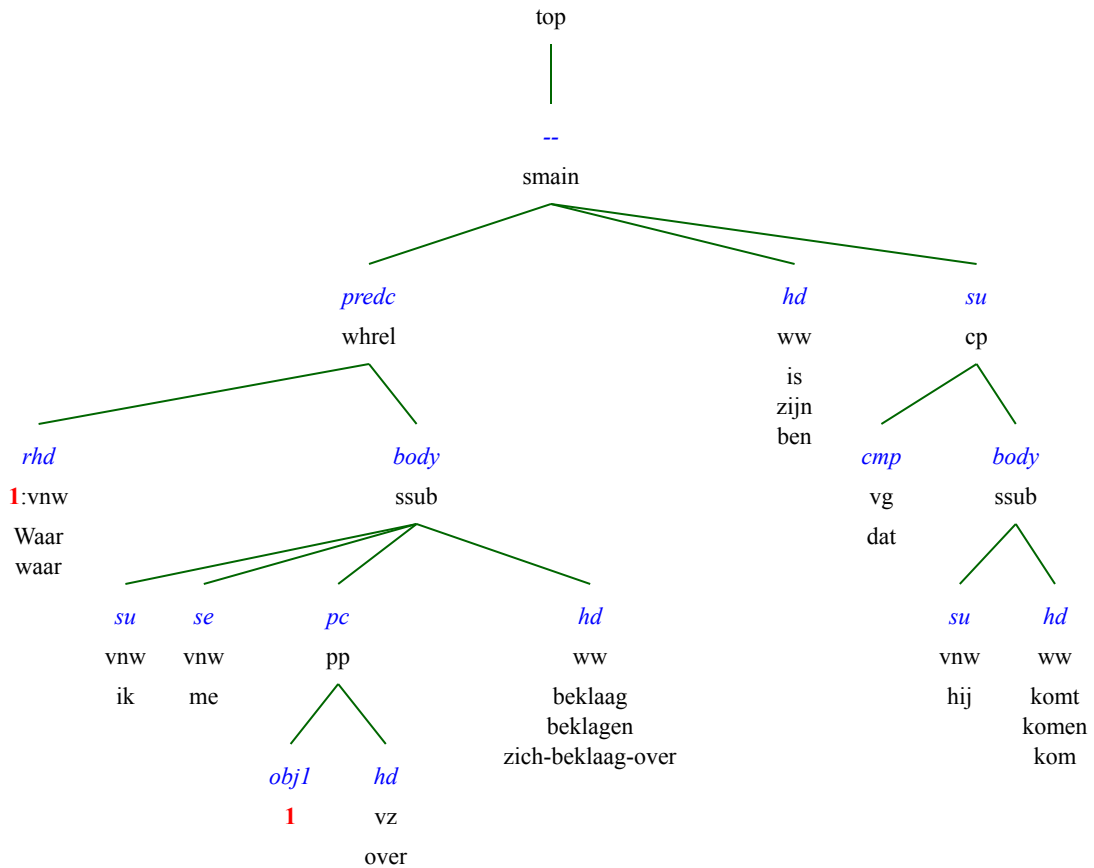 top
--
smain
predc hd su
whrel ww cp
is
zijn
ben
rhd body cmp body
1:vnw ssub vg ssub
Waar dat
waar
su se pc hd su hd
vnw vnw pp ww vnw ww
ik me beklaag hij komt
beklagen komen
zich-beklaag-over kom
obj1 hd
1 vz
over